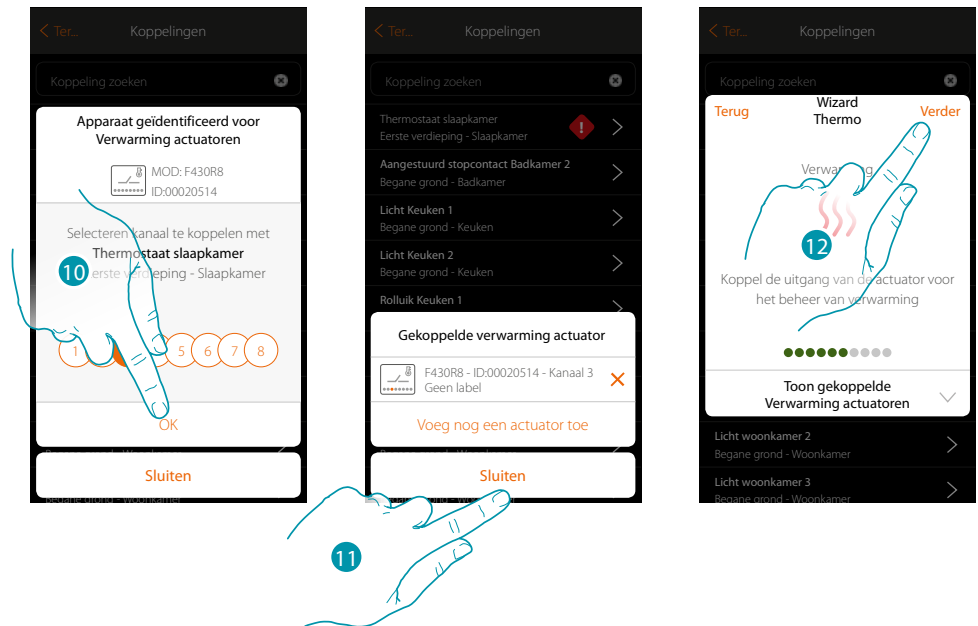 Ter...
Koppelingen
Koppeling zoeken
Apparaat geïdentificeerd voor
Verwarming actuatoren
MOD: F430R8
ID:00020514
Selecteren kanaal te koppelen met
Thermostaat slaapkamer
erste verdieping - Slaapkamer
10
1
5
6
7
8
OK
Sluiten
Begane grond - Woonkamer
Ter...
Koppelingen
Koppeling zoeken
Thermostaat slaapkamer
Eerste verdieping - Slaapkamer
Aangestuurd stopcontact Badkamer 2
Begane grond - Badkamer
Licht Keuken 1
Begane grond - Keuken
Licht Keuken 2
Begane grond - Keuken
Rolluik Keuken 1
Gekoppelde verwarming actuator
F430R8 - ID:00020514 - Kanaal 3
Geen label
Voeg nog een actuator toe
Sluiten
11
Ter...
Koppelingen
Koppeling zoeken
Terug
Wizard
Thermo
Verder
12
Koppel de uitgang van de actuator voor
het beheer van verwarming
Toon gekoppelde
Verwarming actuatoren
Licht woonkamer 2
Begane grond - Woonkamer
Licht woonkamer 3
Begane grond - Woonkamer